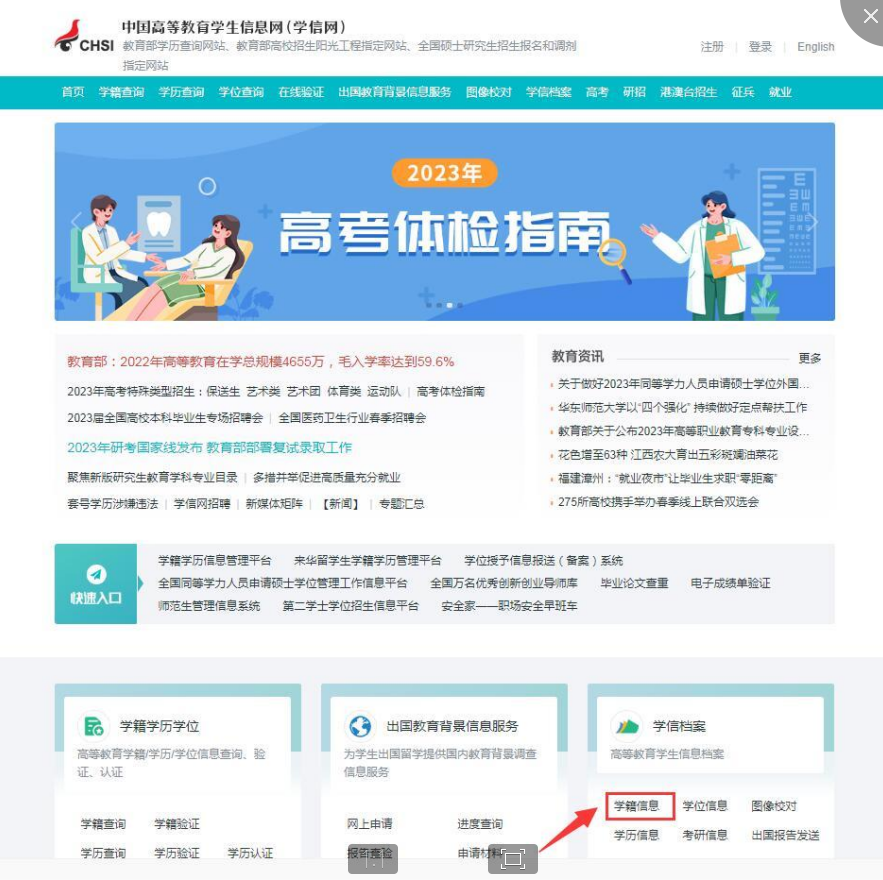 中国高等教育学生信息网(学信网)
CHSI
教育部学历查询网站、教育部高校招生阳光工程指定网站、全国硕士研究生招生报名和调剂
指定网站
注册 | 登录 | English
首页 学籍查询 学历查询 学位查询 在线验证 出国教育背景信息服务 图像校对 学信档案 高考 研招 港澳台招生 征兵 就业
2023年
高考体检指南
教育部：2022年高等教育在学总规模4655万，毛入学率达到59.6%
2023年高考特殊类型招生：保送生 艺术类 艺术团 体育类 运动队 | 高考体检指南
2023届全国高校本科毕业生专场招聘会 | 全国医药卫生行业春季招聘会
2023年研考国家线发布 教育部部署复试录取工作
聚焦新版研究生教育学科专业目录 | 多措并举促进高质量充分就业
套号学历涉嫌违法 | 学信网招聘 | 新媒体矩阵 | 【新闻】 | 专题汇总
教育资讯 更多
关于做好2023年同等学力人员申请硕士学位外国...
华东师范大学以“四个强化” 持续做好定点帮扶工作
教育部关于公布2023年高等职业教育专科专业设...
花色增至63种 江西农大育出五彩斑斓油菜花
福建漳州：“就业夜市”让毕业生求职“零距离”
275所高校携手举办春季线上联合双选会
快速入口
学籍学历信息管理平台 来华留学生学籍学历管理平台 学位授予信息报送（备案）系统
全国同等学力人员申请硕士学位管理工作信息平台 全国万名优秀创新创业导师库 毕业论文查重 电子成绩单验证
师范生管理信息系统 第二学士学位招生信息平台 安全家——职场安全早班车
学籍学历学位
高等教育学籍/学历/学位信息查询、验
证、认证
学籍查询 学籍验证
学历查询 学历验证 学历认证
出国教育背景信息服务
为学生出国留学提供国内教育背景调查
信息服务
网上申请 进度查询
报告查验 申请材料
学信档案
高等教育学生信息档案
学籍信息 学位信息 图像校对
学历信息 考研信息 出国报告发送